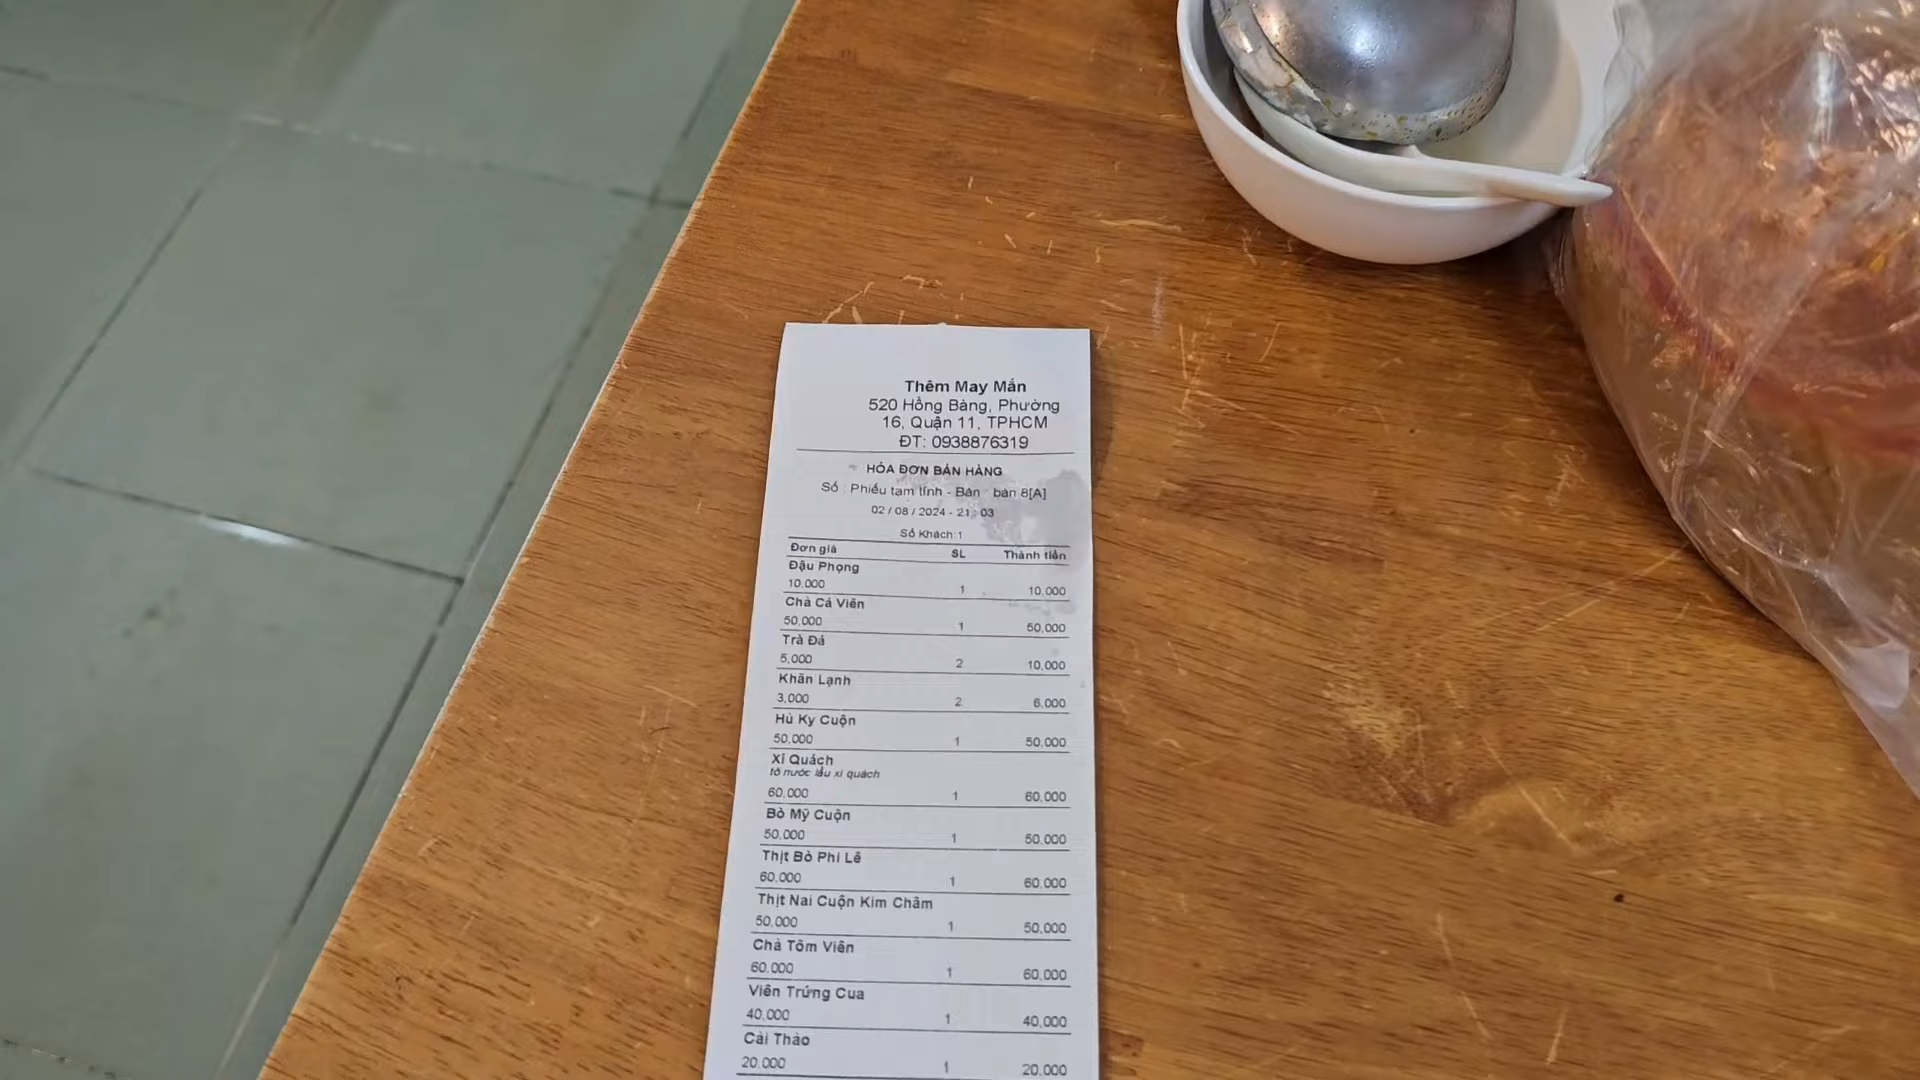 Thêm May Mắn
520 Hồng Bàng, Phường
16, Quận 11, TPHCM
ĐT: 0938876319
HÓA ĐƠN BÁN HÀNG
Số : Phiếu tạm tính - Bàn : bàn 8[A]
02 / 08 / 2024 - 21 : 03
Số Khách:1
Đơn giá SL Thành tiền
Đậu Phọng
10,000 1 10,000
Chả Cá Viên
50,000 1 50,000
Trà Đá
5,000 2 10,000
Khăn Lạnh
3,000 2 6,000
Hủ Ky Cuộn
50,000 1 50,000
Xí Quách
tô nước lẩu xí quách
60,000 1 60,000
Bò Mỹ Cuộn
50,000 1 50,000
Thịt Bò Phi Lê
60,000 1 60,000
Thịt Nai Cuộn Kim Châm
50,000 1 50,000
Chả Tôm Viên
60,000 1 60,000
Viên Trứng Cua
40,000 1 40,000
Cải Thảo
20,000 1 20,000